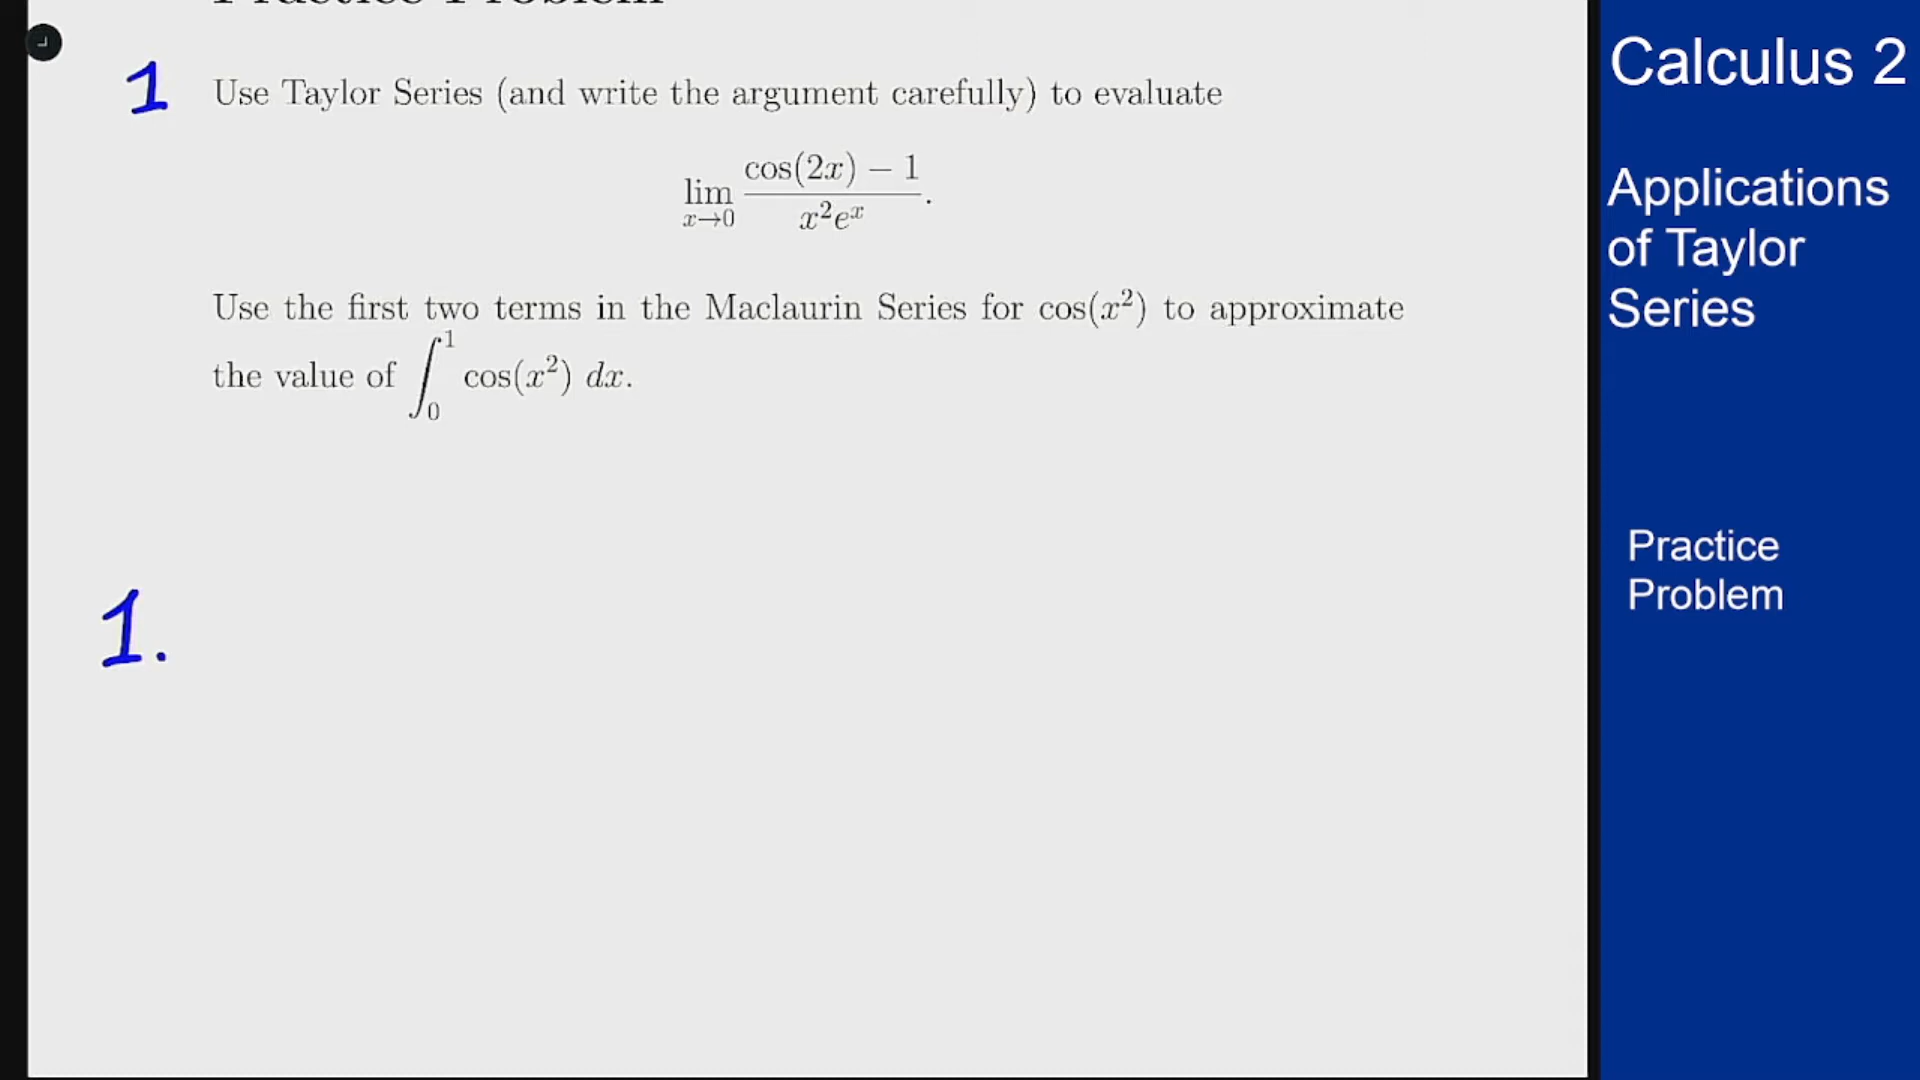 Practice Problem
1 Use Taylor Series (and write the argument carefully) to evaluate
lim x→0 (cos(2x) − 1)/(x²eˣ).
Use the first two terms in the Maclaurin Series for cos(x²) to approximate
the value of ∫₀¹ cos(x²) dx.
1.
Calculus 2
Applications
of Taylor
Series
Practice
Problem